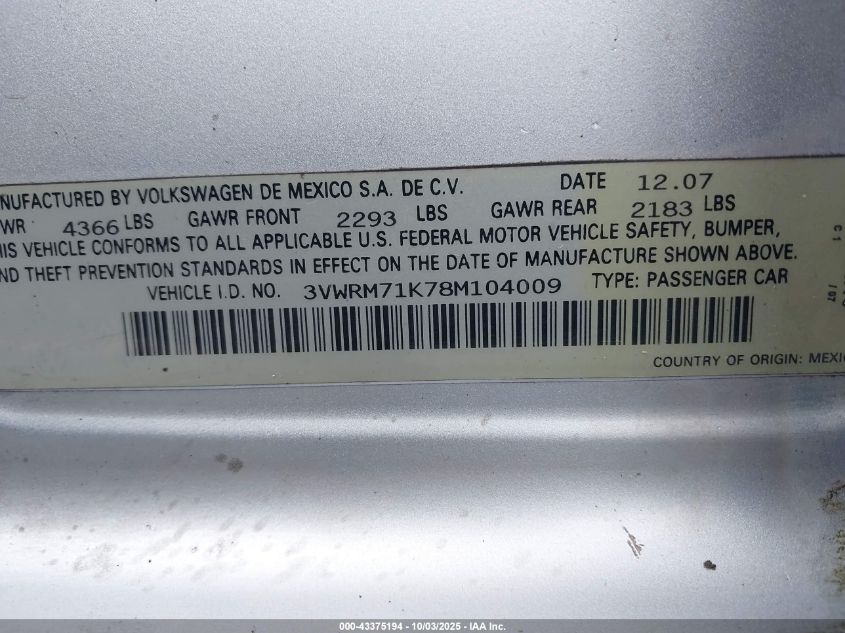 NUFACTURED BY VOLKSWAGEN DE MEXICO S.A. DE C.V. DATE 12.07
WR 4366 LBS GAWR FRONT 2293 LBS GAWR REAR 2183 LBS
HIS VEHICLE CONFORMS TO ALL APPLICABLE U.S. FEDERAL MOTOR VEHICLE SAFETY, BUMPER,
ND THEFT PREVENTION STANDARDS IN EFFECT ON THE DATE OF MANUFACTURE SHOWN ABOVE.
VEHICLE I.D. NO. 3VWRM71K78M104009 TYPE: PASSENGER CAR
COUNTRY OF ORIGIN: MEXIC
000-43375194 - 10/03/2025 - IAA Inc.